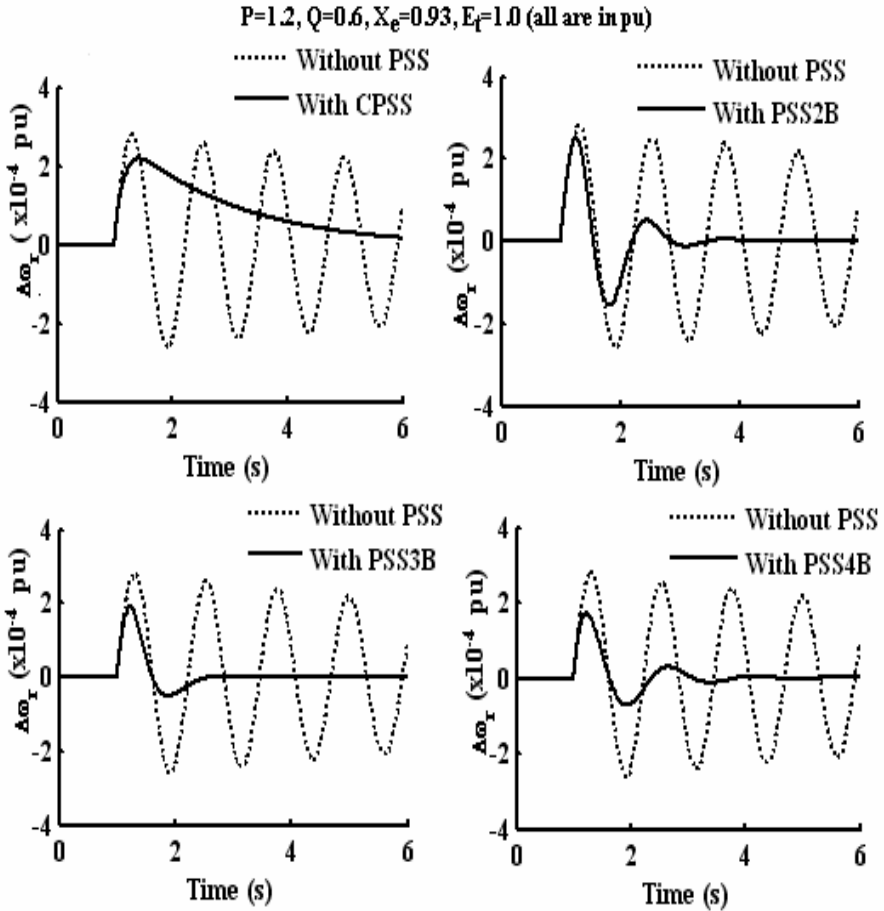 P=1.2, Q=0.6, Xe=0.93, Et=1.0 (all are in pu)
Without PSS
With CPSS
4
2
0
-2
-4
Δωr (x10-4 pu)
0 2 4 6
Time (s)
Without PSS
With PSS2B
4
2
0
-2
-4
Δωr (x10-4 pu)
0 2 4 6
Time (s)
Without PSS
With PSS3B
4
2
0
-2
-4
Δωr (x10-4 pu)
0 2 4 6
Time (s)
Without PSS
With PSS4B
4
2
0
-2
-4
Δωr (x10-4 pu)
0 2 4 6
Time (s)